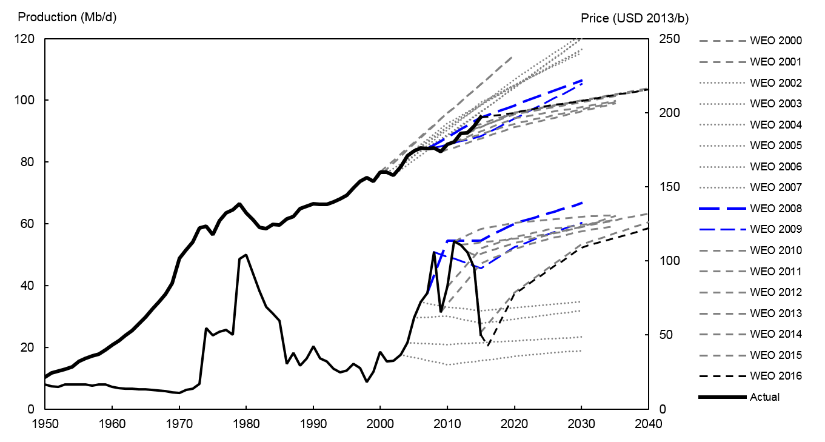 Production (Mb/d) Price (USD 2013/b)
120 250
100 200
80 150
60 100
40 50
20 0
0
1950 1960 1970 1980 1990 2000 2010 2020 2030 2040
WEO 2000
WEO 2001
WEO 2002
WEO 2003
WEO 2004
WEO 2005
WEO 2006
WEO 2007
WEO 2008
WEO 2009
WEO 2010
WEO 2011
WEO 2012
WEO 2013
WEO 2014
WEO 2015
WEO 2016
Actual